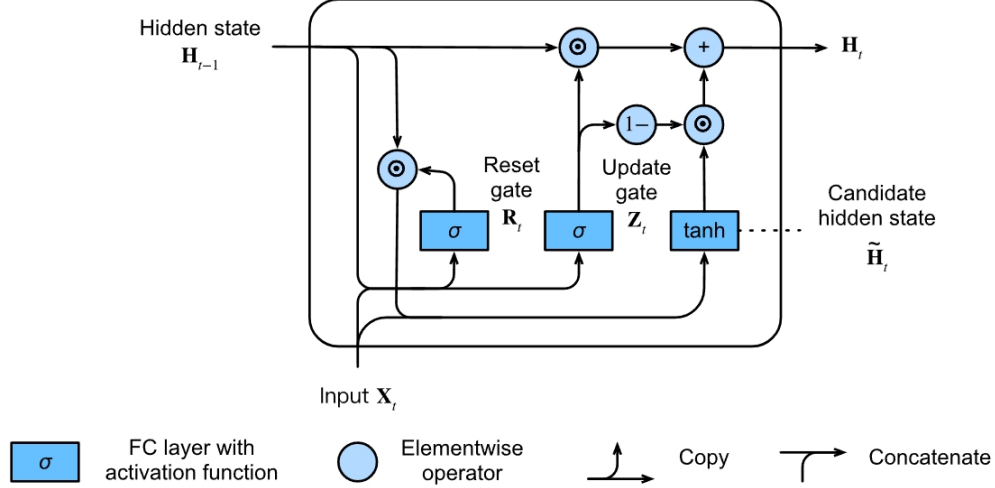 Hidden state
H_{t−1}
H_t
1−
+
Reset
gate
R_t
Update
gate
Z_t
Candidate
hidden state
H̃_t
σ
σ
tanh
Input X_t
σ
FC layer with
activation function
Elementwise
operator
Copy
Concatenate